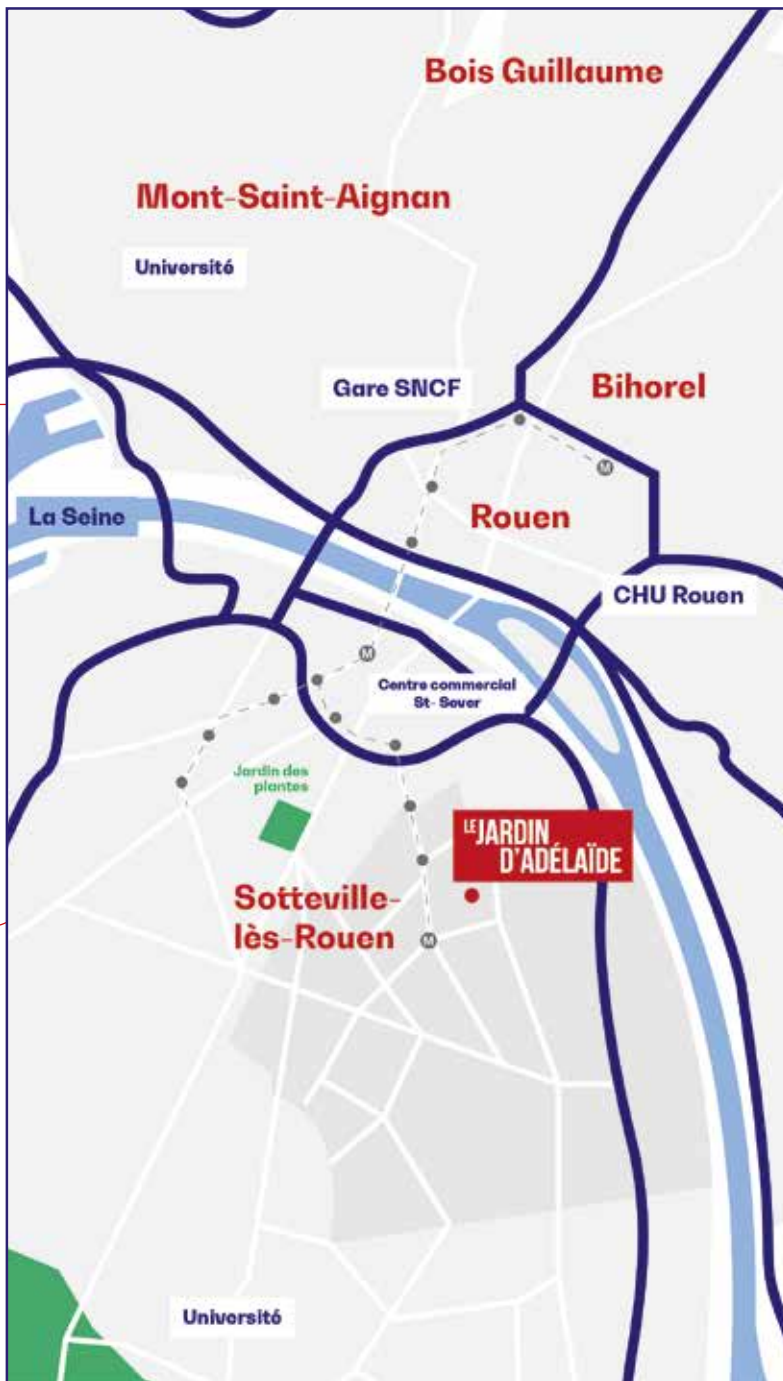 Bois Guillaume
Mont-Saint-Aignan
Université
Gare SNCF
Bihorel
M
La Seine
Rouen
CHU Rouen
M
Centre commercial
St- Sever
Jardin des
plantes
LE JARDIN
D'ADÉLAÏDE
Sotteville-
lès-Rouen
M
Université